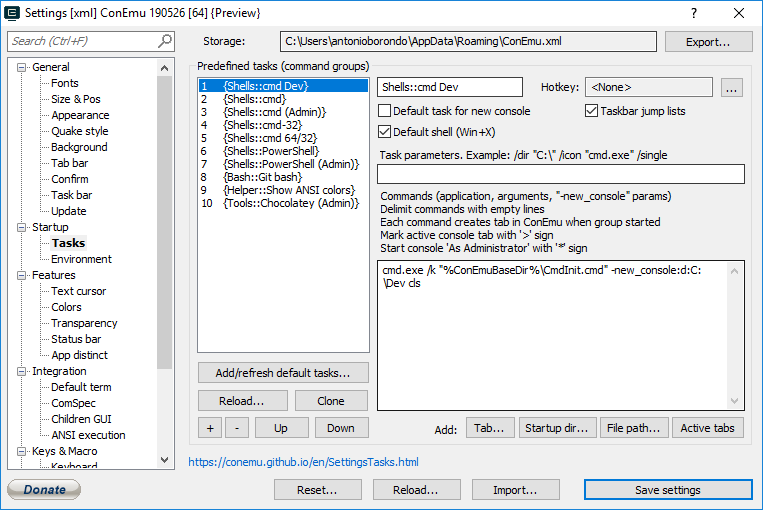 Settings [xml] ConEmu 190526 [64] {Preview}
Search (Ctrl+F)
Storage:
C:\Users\antonioborondo\AppData\Roaming\ConEmu.xml
Export...
General
Fonts
Size & Pos
Appearance
Quake style
Background
Tab bar
Confirm
Task bar
Update
Startup
Tasks
Environment
Features
Text cursor
Colors
Transparency
Status bar
App distinct
Integration
Default term
ComSpec
Children GUI
ANSI execution
Keys & Macro
Keyboard
Predefined tasks (command groups)
1 {Shells::cmd Dev}
2 {Shells::cmd}
3 {Shells::cmd (Admin)}
4 {Shells::cmd-32}
5 {Shells::cmd 64/32}
6 {Shells::PowerShell}
7 {Shells::PowerShell (Admin)}
8 {Bash::Git bash}
9 {Helper::Show ANSI colors}
10 {Tools::Chocolatey (Admin)}
Shells::cmd Dev
Hotkey:
<None>
...
Default task for new console
Taskbar jump lists
Default shell (Win+X)
Task parameters. Example: /dir "C:\" /icon "cmd.exe" /single
Commands (application, arguments, "-new_console" params)
Delimit commands with empty lines
Each command creates tab in ConEmu when group started
Mark active console tab with '>' sign
Start console 'As Administrator' with '*' sign
cmd.exe /k "%ConEmuBaseDir%\CmdInit.cmd" -new_console:d:C:
\Dev cls
Add/refresh default tasks...
Reload...
Clone
+
-
Up
Down
Add:
Tab...
Startup dir...
File path...
Active tabs
https://conemu.github.io/en/SettingsTasks.html
Donate
Reset...
Reload...
Import...
Save settings